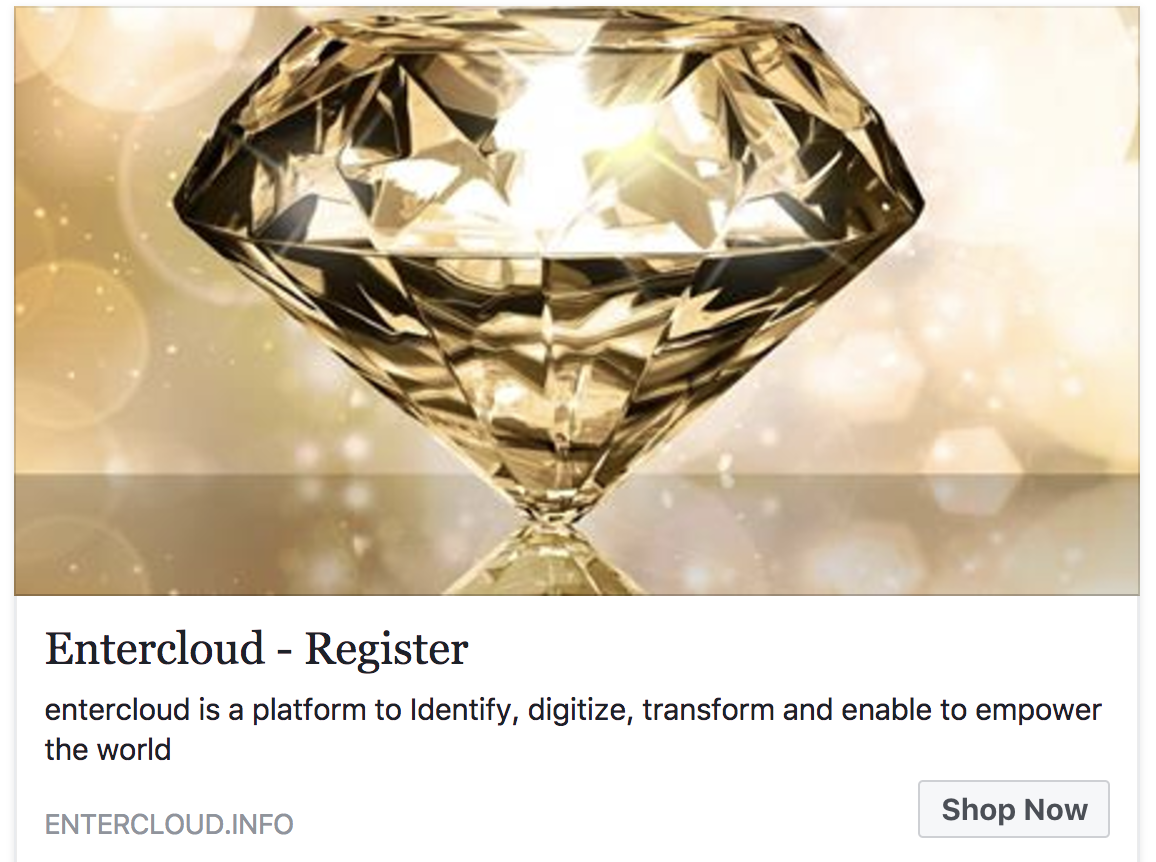 Entercloud - Register
entercloud is a platform to Identify, digitize, transform and enable to empower
the world
ENTERCLOUD.INFO
Shop Now